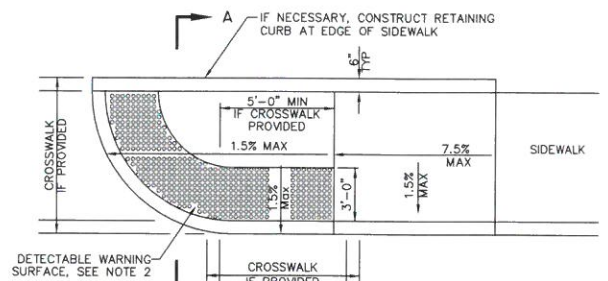 A
IF NECESSARY, CONSTRUCT RETAINING
CURB AT EDGE OF SIDEWALK
6"
TYP
5'-0" MIN
IF CROSSWALK
PROVIDED
1.5% MAX
7.5%
MAX
SIDEWALK
CROSSWALK
IF PROVIDED
1.5%
Max
3'-0"
1.5%
MAX
DETECTABLE WARNING
SURFACE, SEE NOTE 2
CROSSWALK
IF PROVIDED